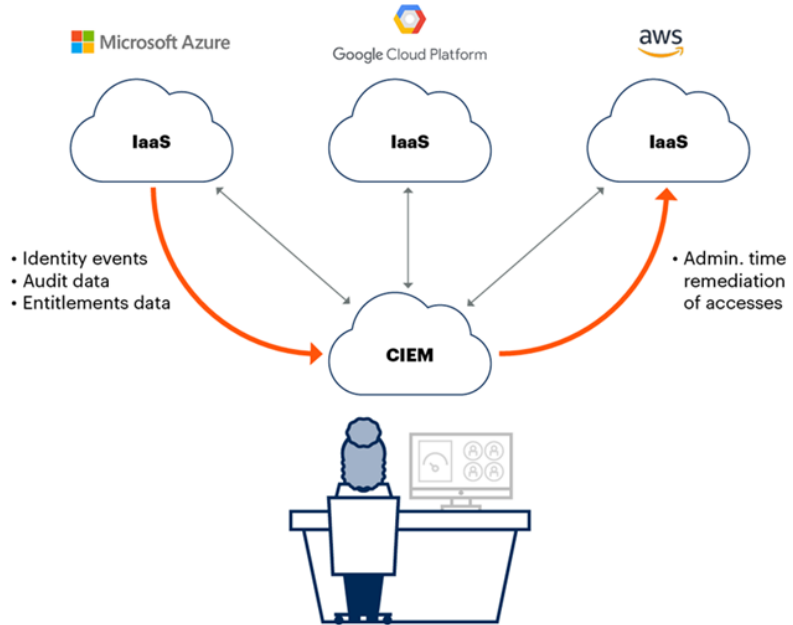 Microsoft Azure
Google Cloud Platform
aws
IaaS
IaaS
IaaS
• Identity events
• Audit data
• Entitlements data
• Admin. time
remediation
of accesses
CIEM